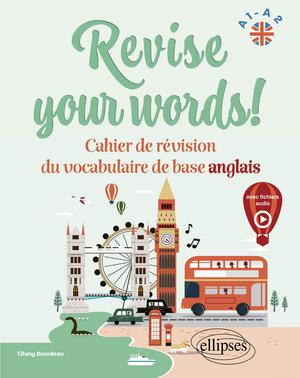 A1-A2
Revise
your words!
Cahier de révision
du vocabulaire de base anglais
avec fichiers
audio
Tifany Bourdeau
ellipses